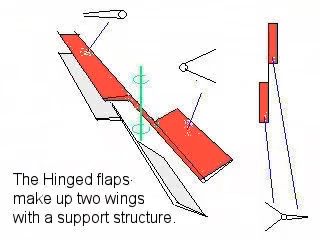 The Hinged flaps
make up two wings
with a support structure.